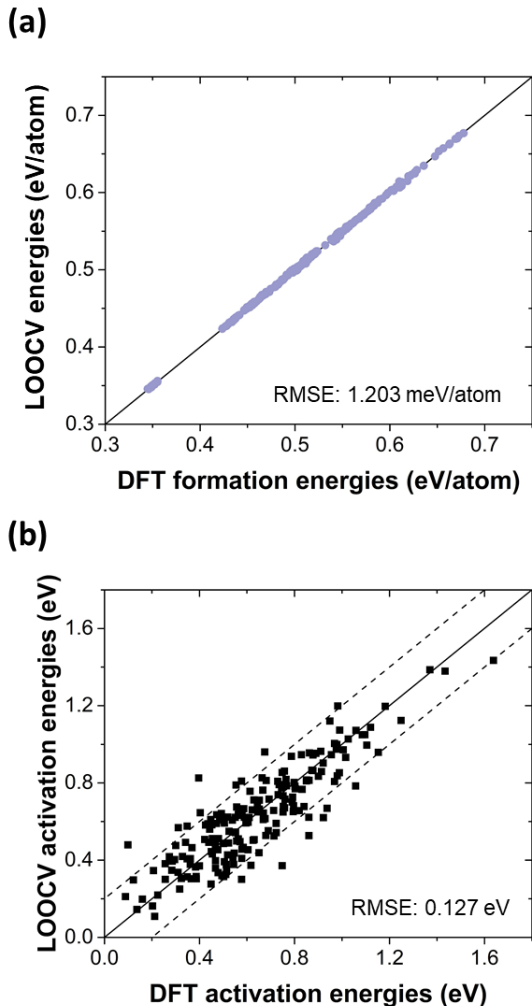 (a)
LOOCV energies (eV/atom)
0.7
0.6
0.5
0.4
0.3
RMSE: 1.203 meV/atom
0.3 0.4 0.5 0.6 0.7
DFT formation energies (eV/atom)
(b)
LOOCV activation energies (eV)
1.6
1.2
0.8
0.4
0.0
RMSE: 0.127 eV
0.0 0.4 0.8 1.2 1.6
DFT activation energies (eV)